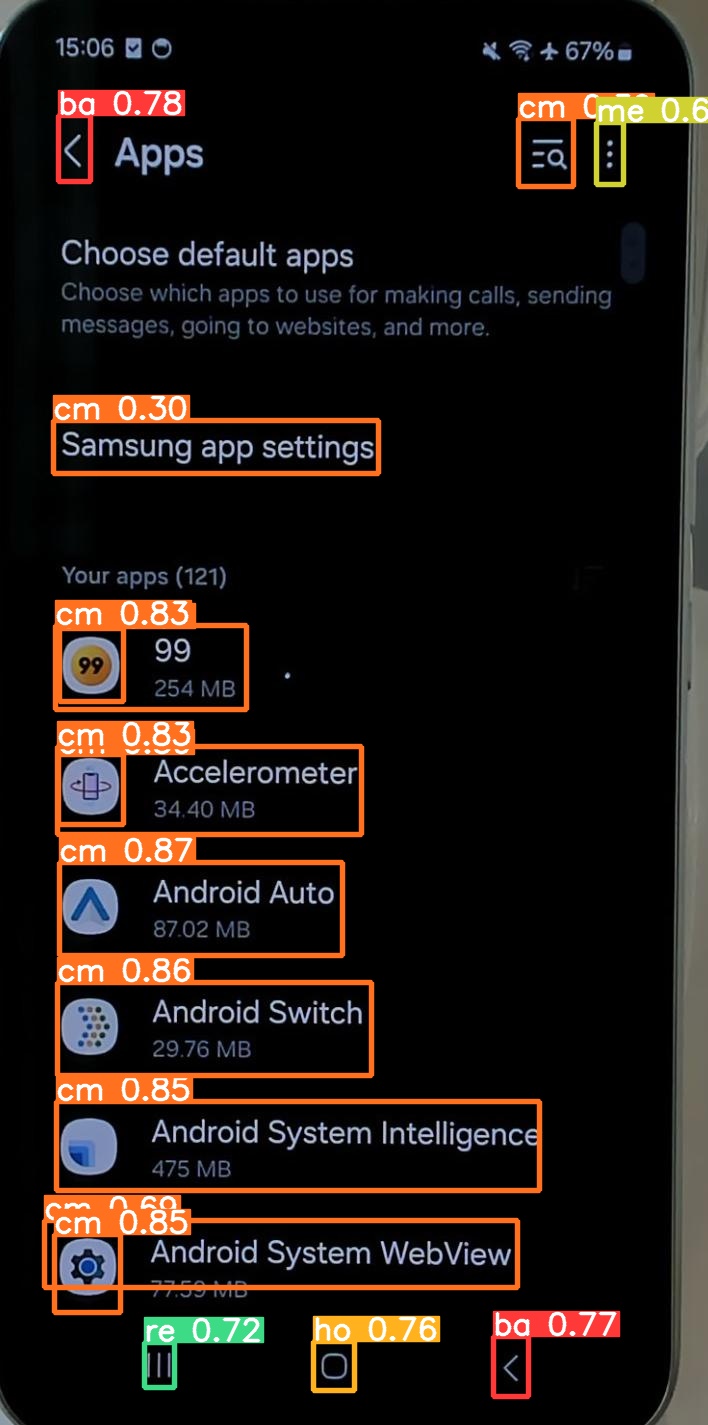 15:06 67%
ba 0.78
cm 0.
me 0.6
Apps
Choose default apps
Choose which apps to use for making calls, sending
messages, going to websites, and more.
cm 0.30
Samsung app settings
Your apps (121)
cm 0.83
99
99
254 MB
cm 0.83
Accelerometer
34.40 MB
cm 0.87
Android Auto
87.02 MB
cm 0.86
Android Switch
29.76 MB
cm 0.85
Android System Intelligence
475 MB
cm 0.69
cm 0.85
Android System WebView
77.59 MB
re 0.72
ho 0.76
ba 0.77